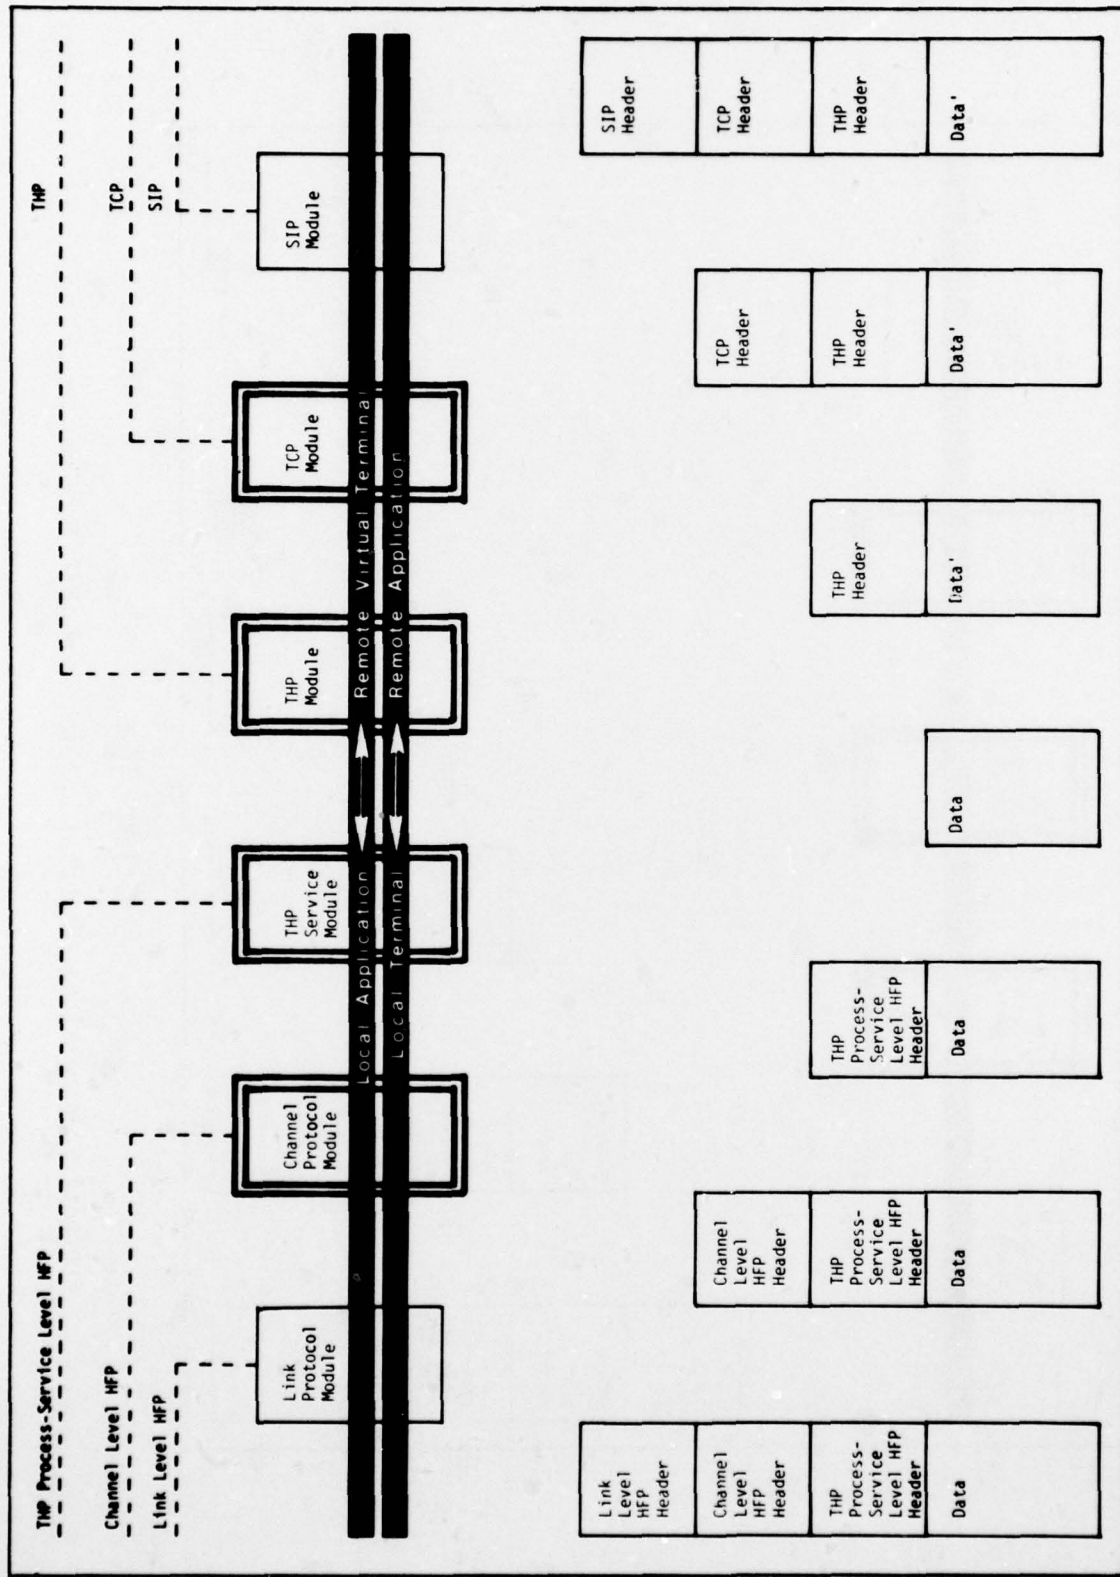 THP Process-Service Level HFP
Channel Level HFP
Link Level HFP
THP
TCP
SIP
Link
Protocol
Module
Channel
Protocol
Module
THP
Service
Module
THP
Module
TCP
Module
SIP
Module
Local Application
Remote Virtual Terminal
Local Terminal
Remote Application
Link
Level
HFP
Header
Channel
Level
HFP
Header
THP
Process-
Service
Level HFP
Header
Data
Channel
Level
HFP
Header
THP
Process-
Service
Level HFP
Header
Data
THP
Process-
Service
Level HFP
Header
Data
Data
THP
Header
Data'
TCP
Header
THP
Header
Data'
SIP
Header
TCP
Header
THP
Header
Data'